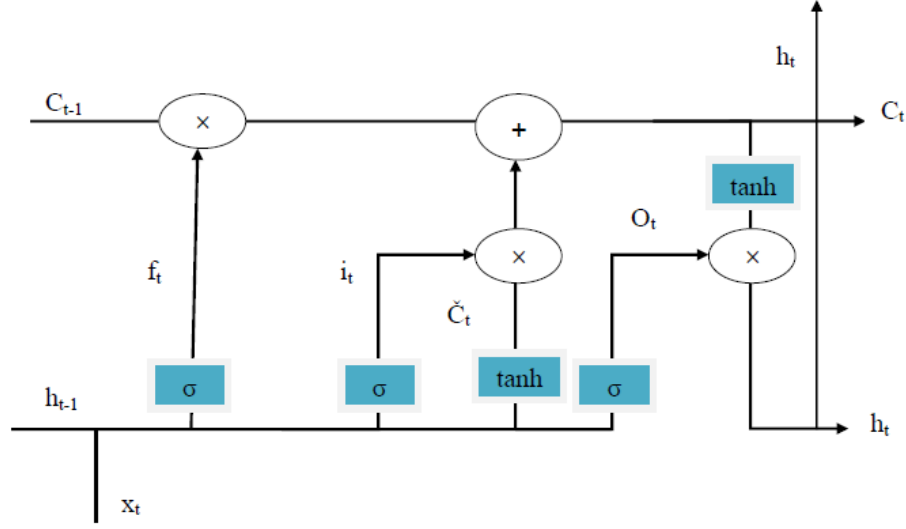 hₜ
Cₜ₋₁
×
+
Cₜ
tanh
Oₜ
fₜ
iₜ
×
×
Čₜ
σ
σ
tanh
σ
hₜ₋₁
hₜ
xₜ